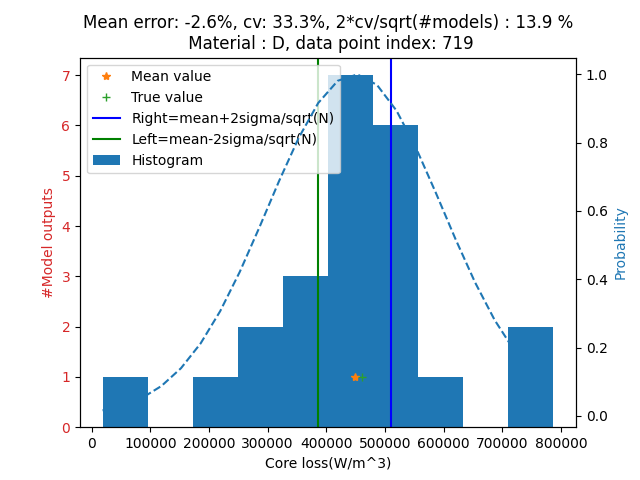 Mean error: -2.6%, cv: 33.3%, 2*cv/sqrt(#models) : 13.9 %
Material : D, data point index: 719
Mean value
True value
Right=mean+2sigma/sqrt(N)
Left=mean-2sigma/sqrt(N)
Histogram
7
6
5
4
3
2
1
0
#Model outputs
1.0
0.8
0.6
0.4
0.2
0.0
Probability
0 100000 200000 300000 400000 500000 600000 700000 800000
Core loss(W/m^3)